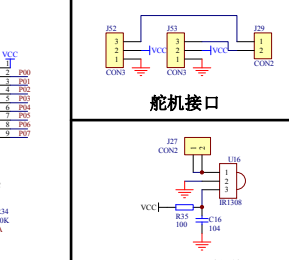 J52
J53
J29
3
2
1
VCC
CON3
3
2
1
VCC
CON3
1
2
CON2
舵机接口
VCC
1
2 P00
3 P01
4 P02
5 P03
6 P04
7 P05
8 P06
9 P07
J27
CON2
1 2
U16
1
2
3
IR1308
VCC
R35
100
C16
104